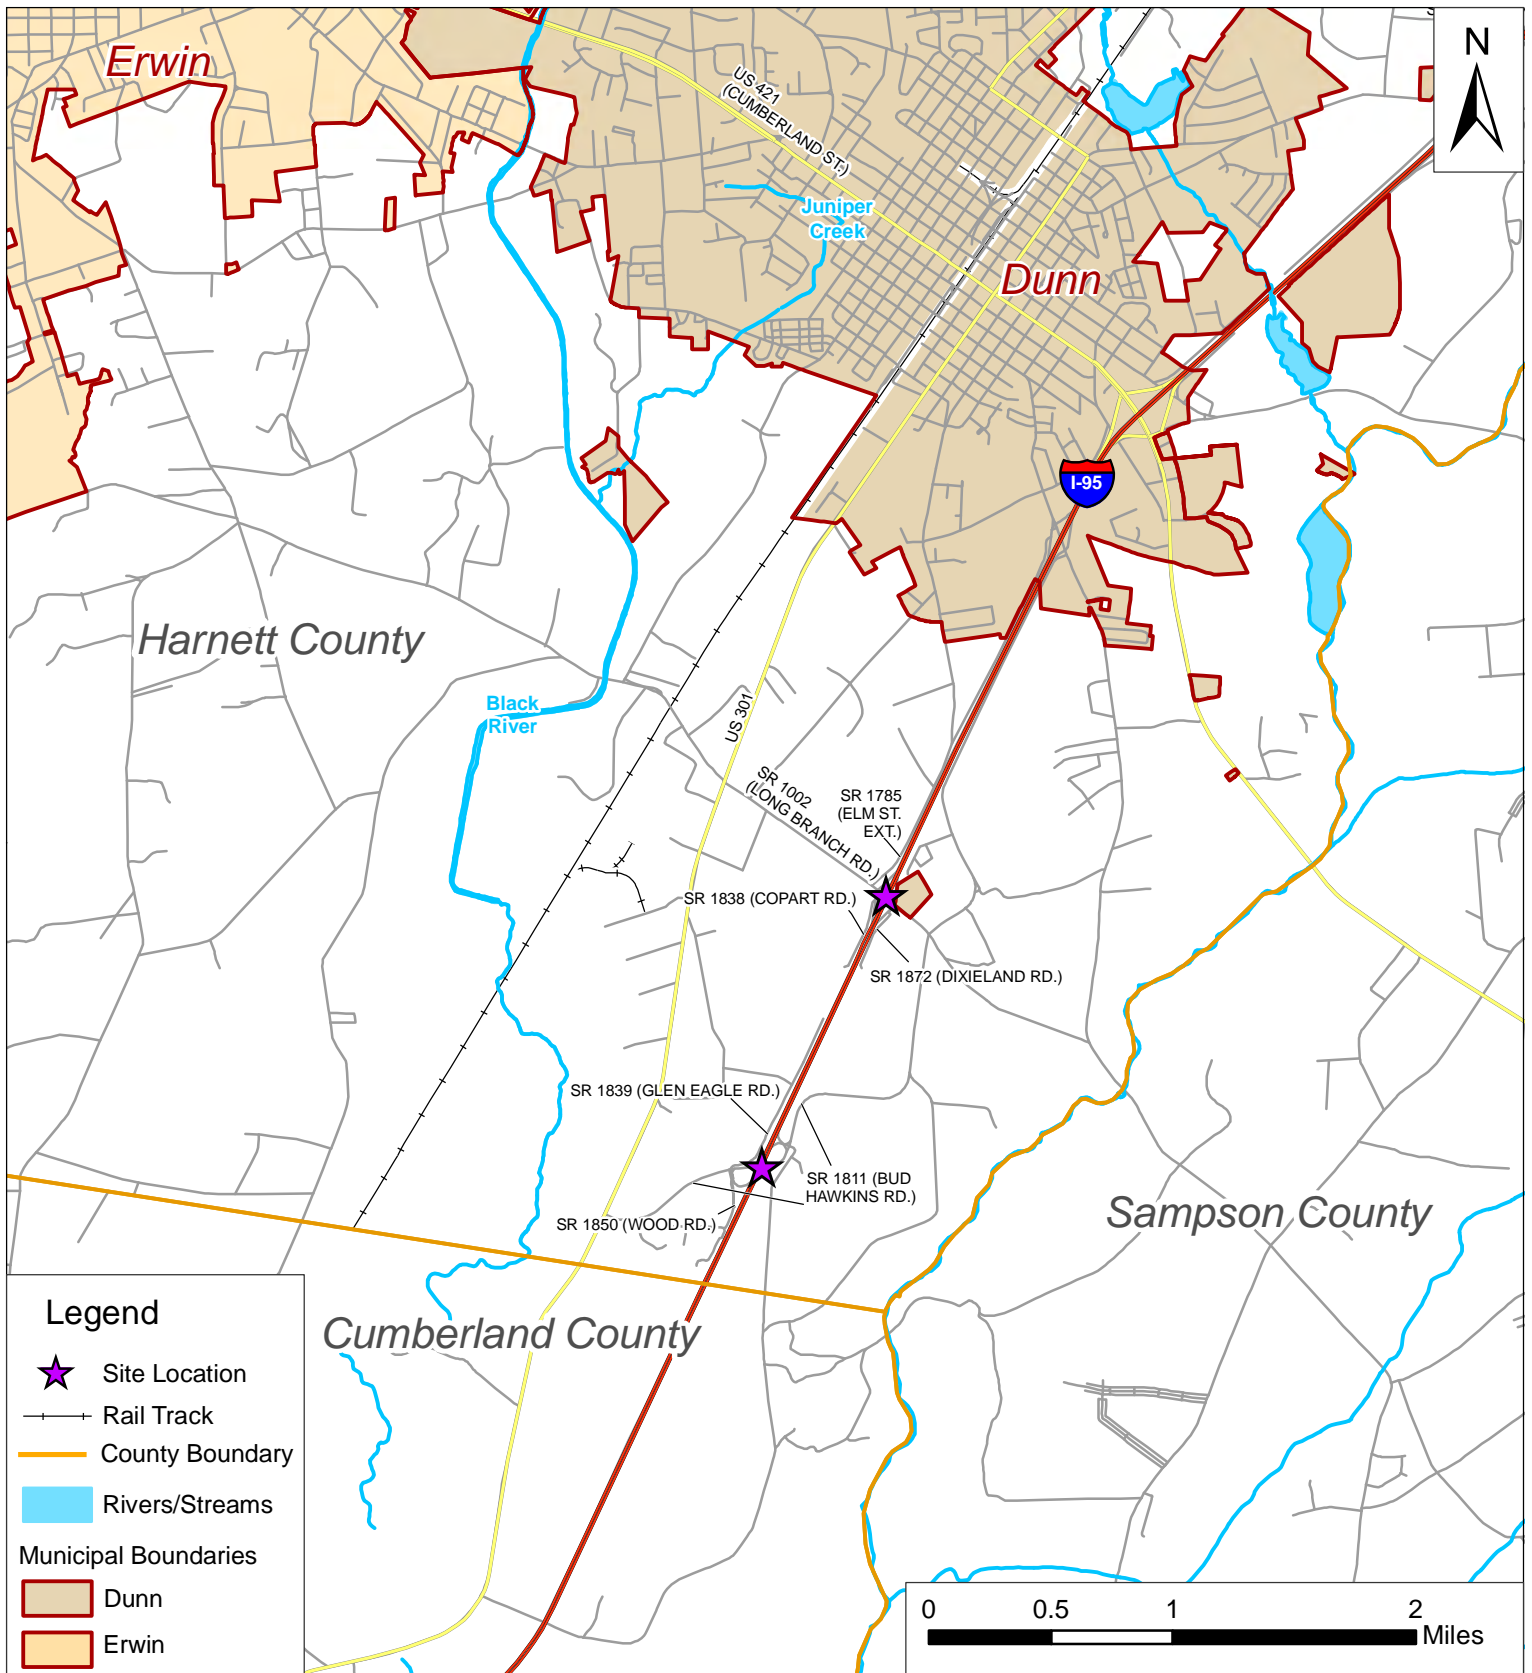 N
Erwin
US 421
(CUMBERLAND ST.)
Juniper
Creek
Dunn
I-95
Harnett County
Black
River
US 301
SR 1002
(LONG BRANCH RD.)
SR 1785
(ELM ST.
EXT.)
SR 1838 (COPART RD.)
SR 1872 (DIXIELAND RD.)
SR 1839 (GLEN EAGLE RD.)
SR 1811 (BUD
HAWKINS RD.)
SR 1850 (WOOD RD.)
Sampson County
Cumberland County
Legend
Site Location
Rail Track
County Boundary
Rivers/Streams
Municipal Boundaries
Dunn
Erwin
0 0.5 1 2
Miles